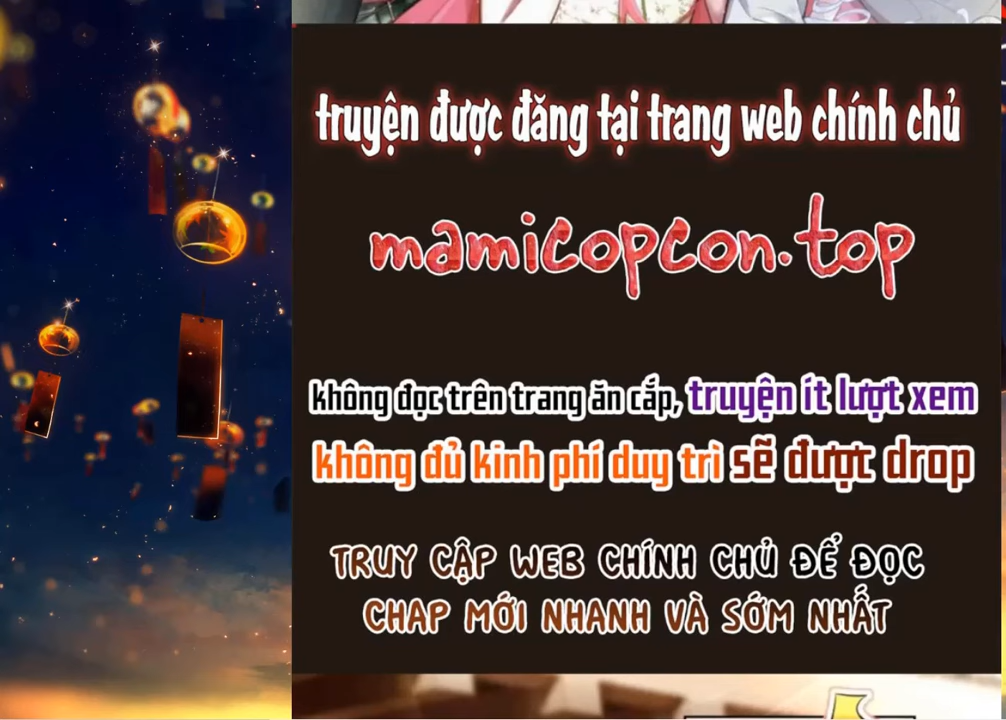 truyện được đăng tại trang web chính chủ
mamicopcon.top
không đọc trên trang ăn cắp, truyện ít lượt xem
không đủ kinh phí duy trì sẽ được drop
TRUY CẬP WEB CHÍNH CHỦ ĐỂ ĐỌC
CHAP MỚI NHANH VÀ SỚM NHẤT